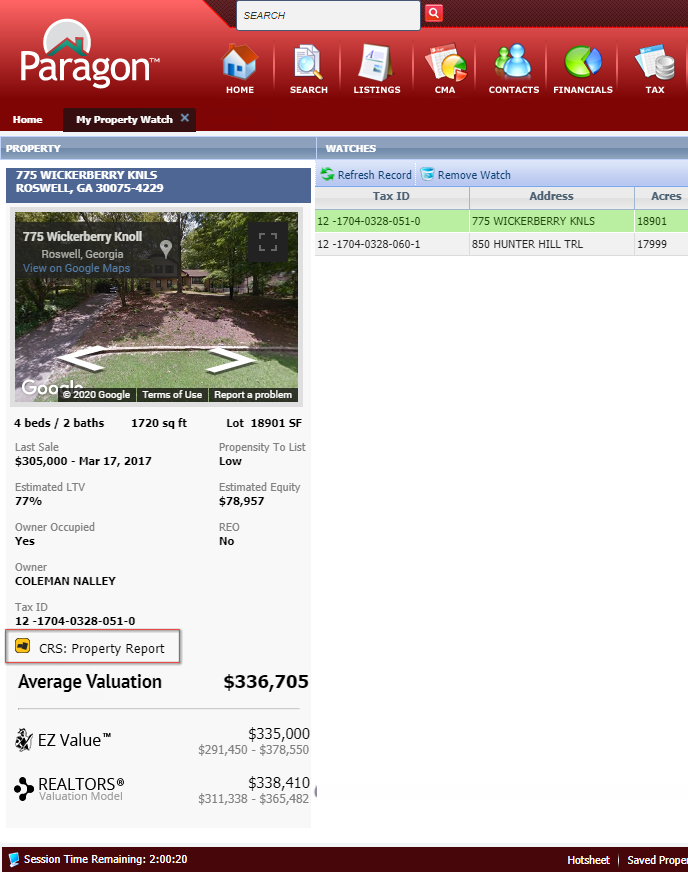 SEARCH
Paragon™
HOME
SEARCH
LISTINGS
CMA
CONTACTS
FINANCIALS
TAX
Home
My Property Watch
PROPERTY
WATCHES
775 WICKERBERRY KNLS
ROSWELL, GA 30075-4229
Refresh Record
Remove Watch
Tax ID
Address
Acres
12 -1704-0328-051-0
775 WICKERBERRY KNLS
18901
12 -1704-0328-060-1
850 HUNTER HILL TRL
17999
775 Wickerberry Knoll
Roswell, Georgia
View on Google Maps
Google
© 2020 Google
Terms of Use
Report a problem
4 beds / 2 baths
1720 sq ft
Lot 18901 SF
Last Sale
Propensity To List
$305,000 - Mar 17, 2017
Low
Estimated LTV
Estimated Equity
77%
$78,957
Owner Occupied
REO
Yes
No
Owner
COLEMAN NALLEY
Tax ID
12 -1704-0328-051-0
CRS: Property Report
Average Valuation
$336,705
EZ Value™
$335,000
$291,450 - $378,550
REALTORS®
Valuation Model
$338,410
$311,338 - $365,482
Session Time Remaining: 2:00:20
Hotsheet
Saved Proper